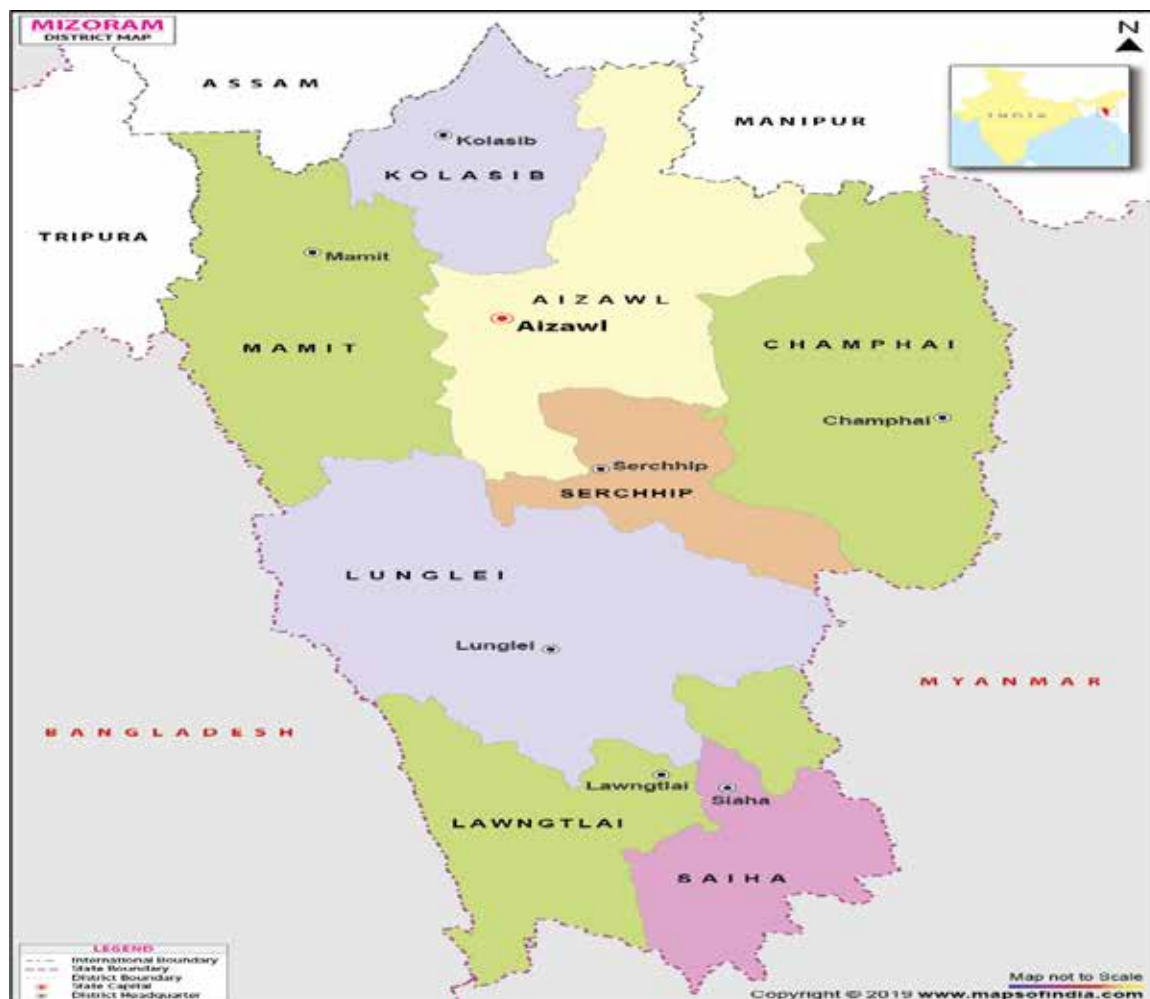 MIZORAM
DISTRICT MAP
N
ASSAM
INDIA
MANIPUR
Kolasib
KOLASIB
TRIPURA
Mamit
AIZAWL
Aizawl
MAMIT
CHAMPHAI
Champhai
Serchhip
SERCHHIP
LUNGLEI
Lunglei
MYANMAR
BANGLADESH
Lawngtlai
Siaha
LAWNGTLAI
SAIHA
LEGEND
International Boundary
State Boundary
District Boundary
State Capital
District Headquarter
Map not to Scale
Copyright © 2019 www.mapsofindia.com